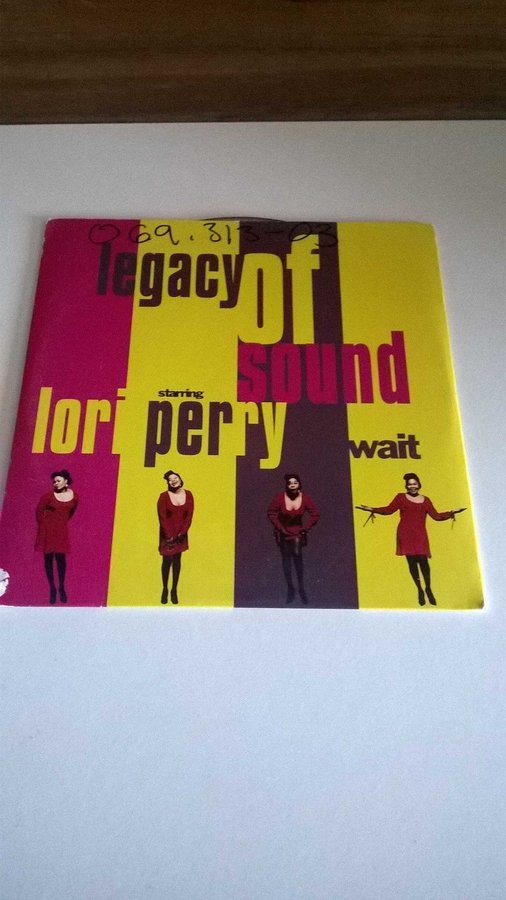 069.313-03
legacy
of
sound
starring
lori perry
wait